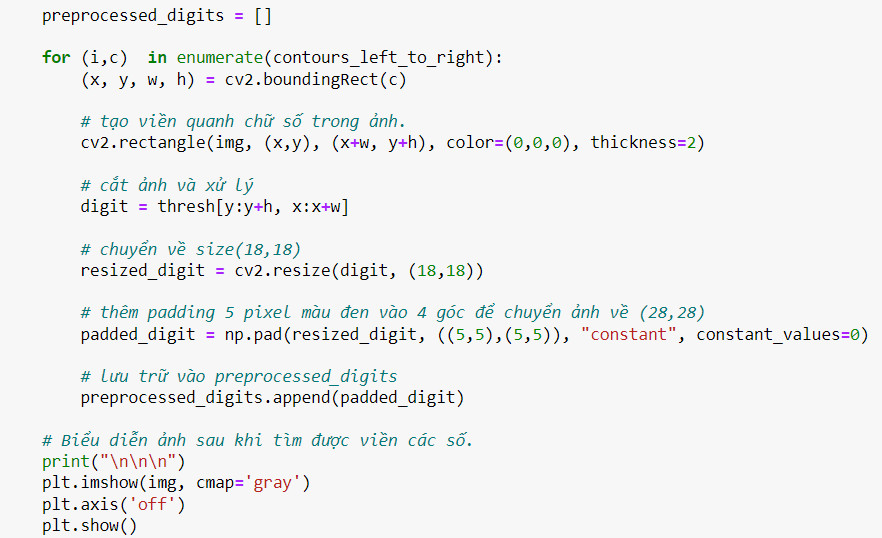 preprocessed_digits = []
for (i,c)  in enumerate(contours_left_to_right):
    (x, y, w, h) = cv2.boundingRect(c)
    # tạo viền quanh chữ số trong ảnh.
    cv2.rectangle(img, (x,y), (x+w, y+h), color=(0,0,0), thickness=2)
    # cắt ảnh và xử lý
    digit = thresh[y:y+h, x:x+w]
    # chuyển về size(18,18)
    resized_digit = cv2.resize(digit, (18,18))
    # thêm padding 5 pixel màu đen vào 4 góc để chuyển ảnh về (28,28)
    padded_digit = np.pad(resized_digit, ((5,5),(5,5)), "constant", constant_values=0)
    # lưu trữ vào preprocessed_digits
    preprocessed_digits.append(padded_digit)
# Biểu diễn ảnh sau khi tìm được viền các số.
print("\n\n\n")
plt.imshow(img, cmap='gray')
plt.axis('off')
plt.show()